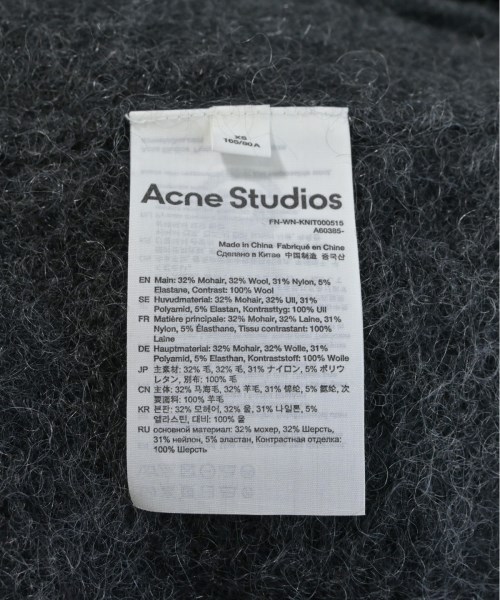 XS
160/80A
Acne Studios
FN-WN-KNIT000515
A60385-
Made in China Fabriqué en Chine
Сделано в Китае 中国制造 중국산
EN Main: 32% Mohair, 32% Wool, 31% Nylon, 5%
Elastane, Contrast: 100% Wool
SE Huvudmaterial: 32% Mohair, 32% Ull, 31%
Polyamid, 5% Elastan, Kontrasttyg: 100% Ull
FR Matière principale: 32% Mohair, 32% Laine, 31%
Nylon, 5% Élasthane, Tissu contrastant: 100%
Laine
DE Hauptmaterial: 32% Mohair, 32% Wolle, 31%
Polyamid, 5% Elasthan, Kontraststoff: 100% Wolle
JP 主素材: 32% 毛, 32% 毛, 31% ナイロン, 5% ポリウ
レタン, 別布: 100% 毛
CN 主体: 32% 马海毛, 32% 羊毛, 31% 锦纶, 5% 氨纶, 次
要面料: 100% 羊毛
KR 본판: 32% 모헤어, 32% 울, 31% 나일론, 5%
엘라스틴, 대비: 100% 울
RU основной материал: 32% мохер, 32% Шерсть,
31% нейлон, 5% эластан, Контрастная отделка:
100% Шерсть